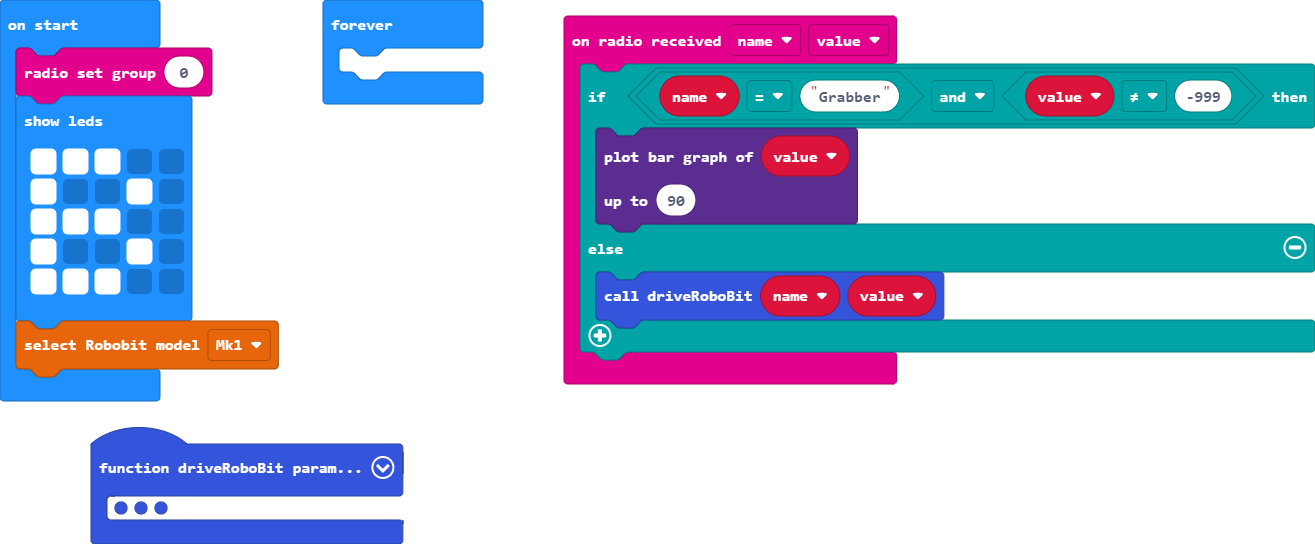 on start
radio set group 0
show leds
select Robobit model Mk1
forever
on radio received name value
if name = "Grabber" and value ≠ -999 then
plot bar graph of value
up to 90
else
call driveRoboBit name value
function driveRoboBit param...